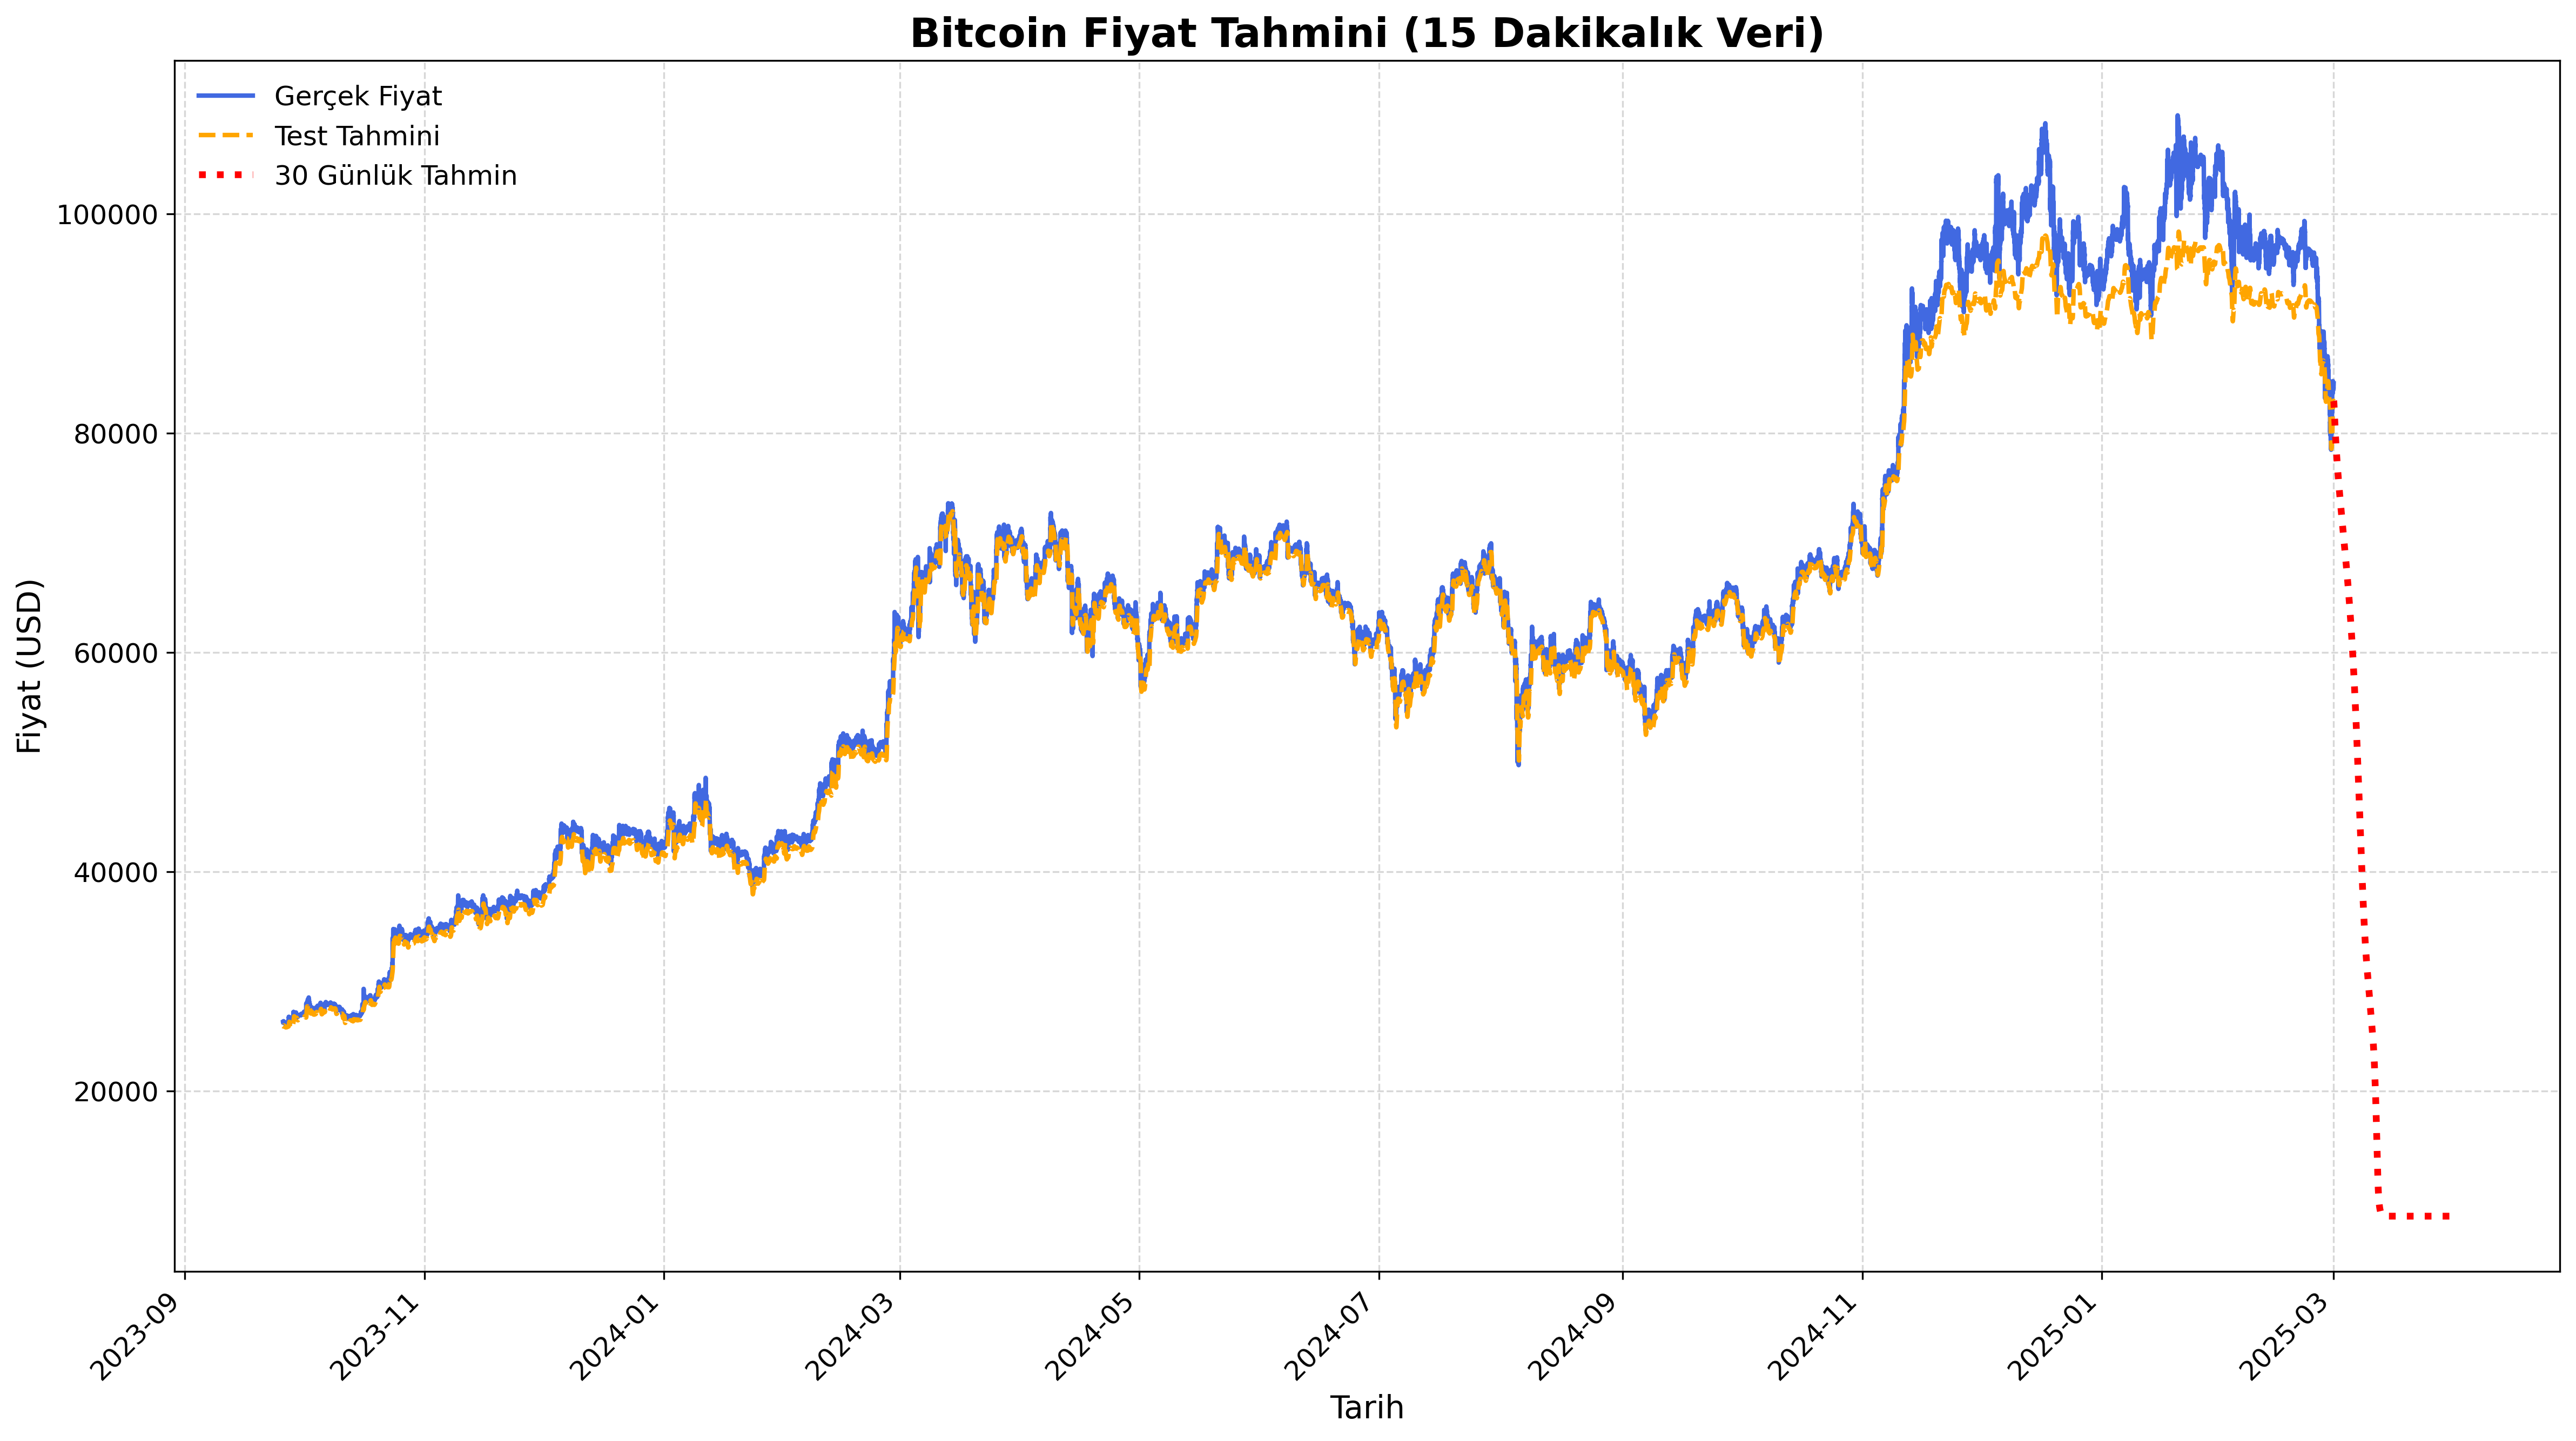 Bitcoin Fiyat Tahmini (15 Dakikalık Veri)
Gerçek Fiyat
Test Tahmini
30 Günlük Tahmin
Fiyat (USD)
100000
80000
60000
40000
20000
2023-09
2023-11
2024-01
2024-03
2024-05
2024-07
2024-09
2024-11
2025-01
2025-03
Tarih